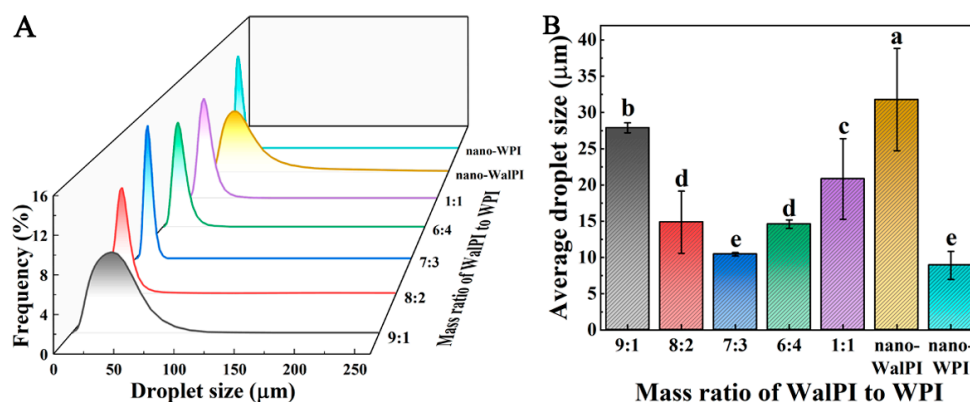 A
Frequency (%)
16
12
8
4
0
0 50 100 150 200 250
Droplet size (μm)
nano-WPI
nano-WalPI
1:1
6:4
7:3
8:2
9:1
Mass ratio of WalPI to WPI
B
Average droplet size (μm)
40
35
30
25
20
15
10
5
0
b
d
e
d
c
a
e
9:1 8:2 7:3 6:4 1:1 nano- nano-
WalPI WPI
Mass ratio of WalPI to WPI